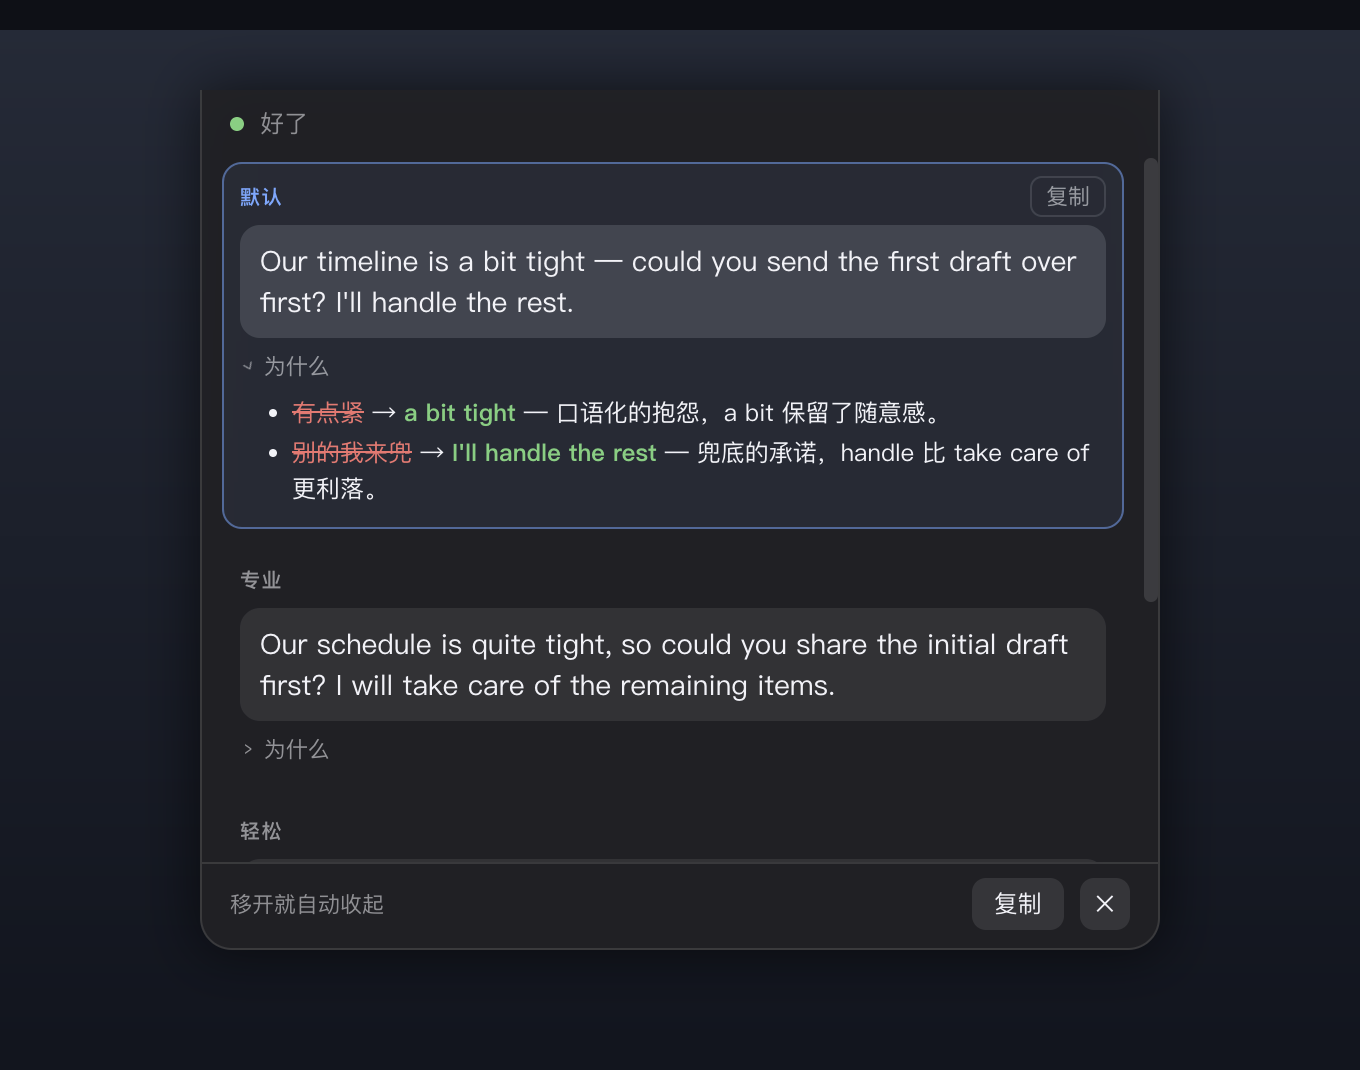 好了
默认
复制
Our timeline is a bit tight — could you send the first draft over
first? I'll handle the rest.
为什么
有点紧 → a bit tight — 口语化的抱怨，a bit 保留了随意感。
别的我来兜 → I'll handle the rest — 兜底的承诺，handle 比 take care of
更利落。
专业
Our schedule is quite tight, so could you share the initial draft
first? I will take care of the remaining items.
为什么
轻松
移开就自动收起
复制